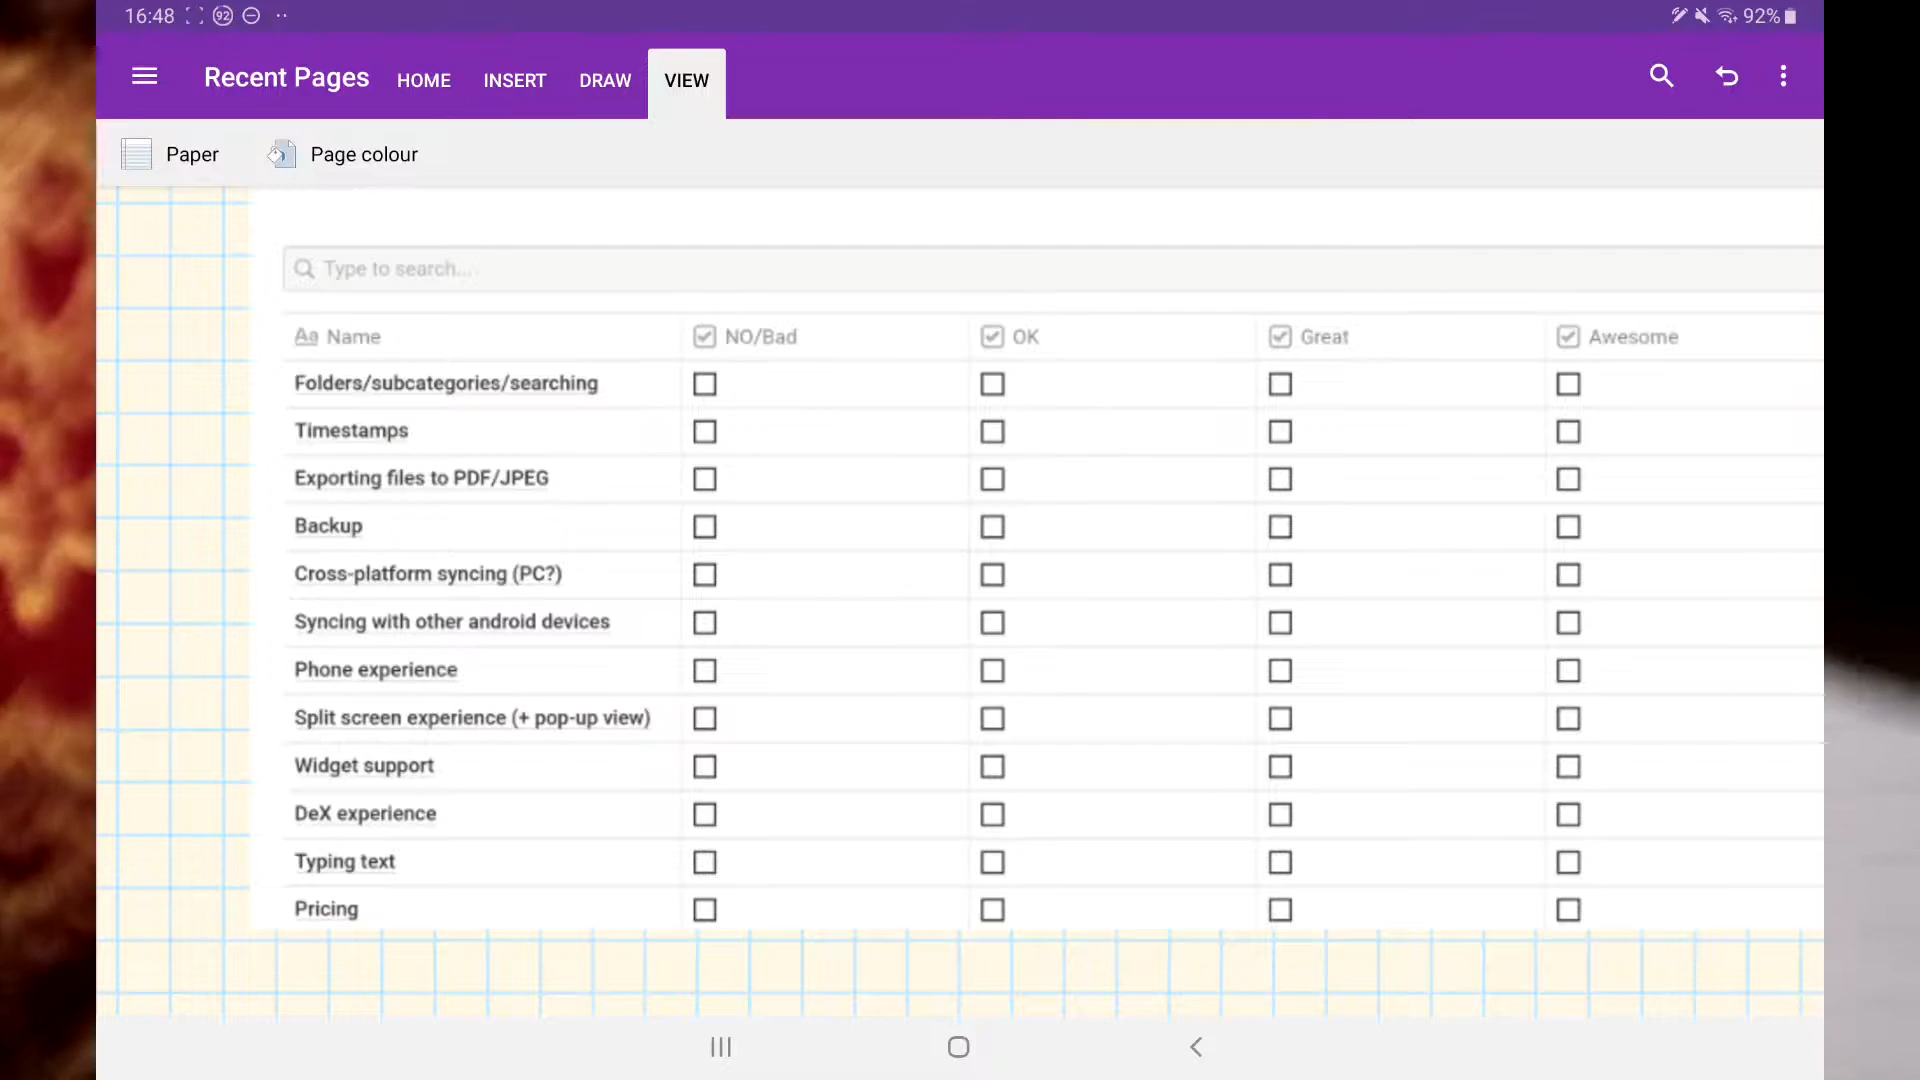 16:48 92 92%
Recent Pages HOME INSERT DRAW VIEW
Paper Page colour
Type to search....
Aa Name NO/Bad OK Great Awesome
Folders/subcategories/searching
Timestamps
Exporting files to PDF/JPEG
Backup
Cross-platform syncing (PC?)
Syncing with other android devices
Phone experience
Split screen experience (+ pop-up view)
Widget support
DeX experience
Typing text
Pricing